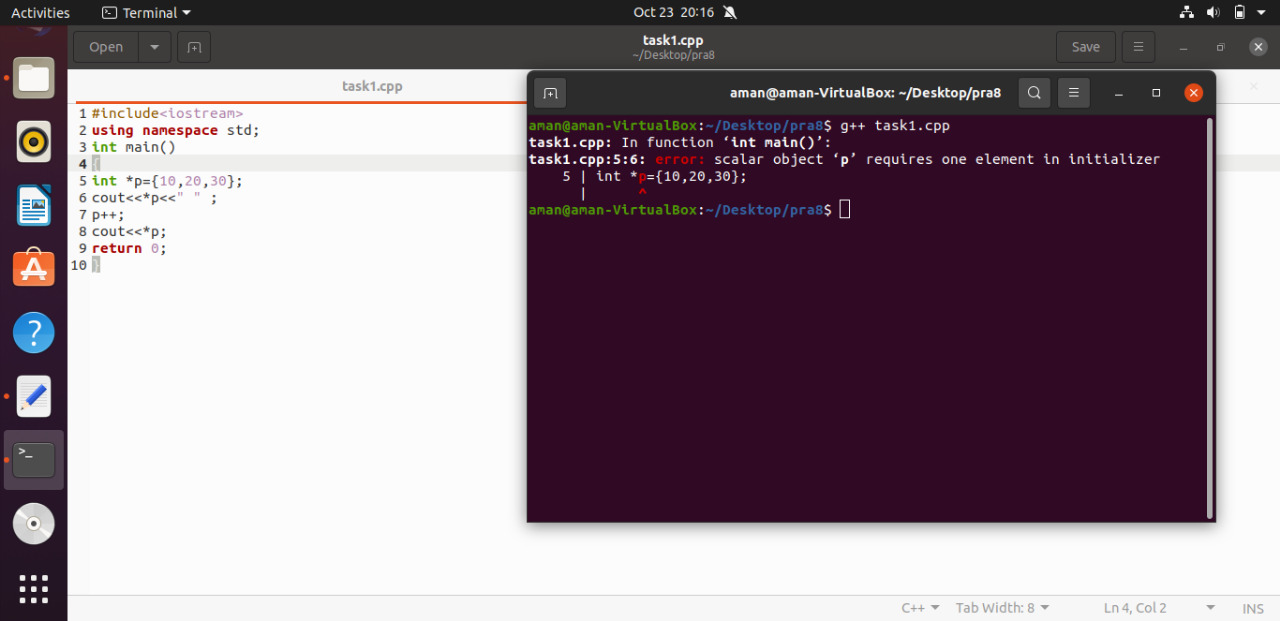 Activities Terminal Oct 23 20:16
Open task1.cpp Save
~/Desktop/pra8
task1.cpp
1 #include<iostream>
2 using namespace std;
3 int main()
4 {
5 int *p={10,20,30};
6 cout<<*p<<" " ;
7 p++;
8 cout<<*p;
9 return 0;
10 }
aman@aman-VirtualBox: ~/Desktop/pra8
aman@aman-VirtualBox:~/Desktop/pra8$ g++ task1.cpp
task1.cpp: In function ‘int main()’:
task1.cpp:5:6: error: scalar object ‘p’ requires one element in initializer
5 | int *p={10,20,30};
| ^
aman@aman-VirtualBox:~/Desktop/pra8$
C++ Tab Width: 8 Ln 4, Col 2 INS